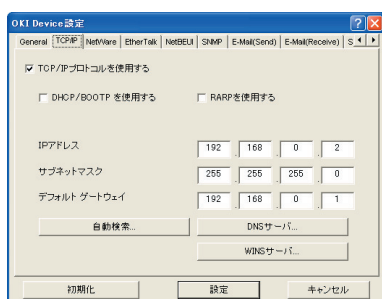 OKI Device設定
General TCP/IP NetWare EtherTalk NetBEUI SNMP E-Mail(Send) E-Mail(Receive) S
TCP/IPプロトコルを使用する
DHCP/BOOTP を使用する RARPを使用する
IPアドレス 192 . 168 . 0 . 2
サブネットマスク 255 . 255 . 255 . 0
デフォルト ゲートウェイ 192 . 168 . 0 . 1
自動検索... DNSサーバ...
WINSサーバ...
初期化 設定 キャンセル